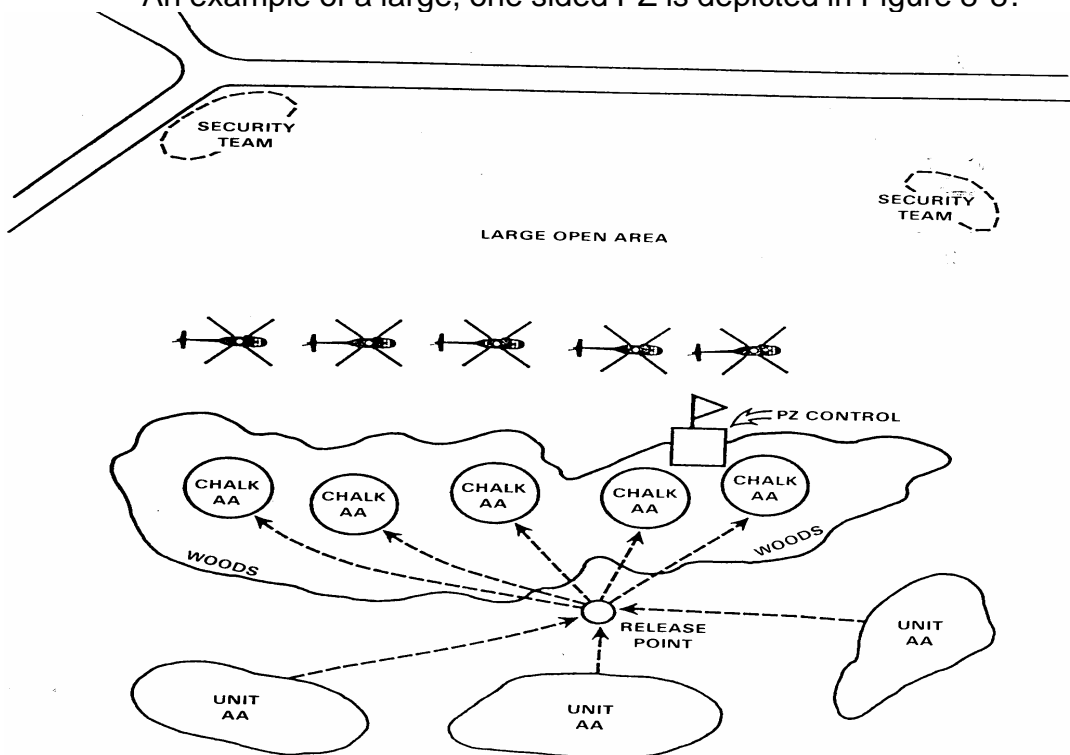 An example of a large, one sided PZ is depicted in Figure
SECURITY
TEAM
SECURITY
TEAM
LARGE OPEN AREA
PZ CONTROL
CHALK
AA
CHALK
AA
CHALK
AA
CHALK
AA
CHALK
AA
WOODS
WOODS
RELEASE
POINT
UNIT
AA
UNIT
AA
UNIT
AA